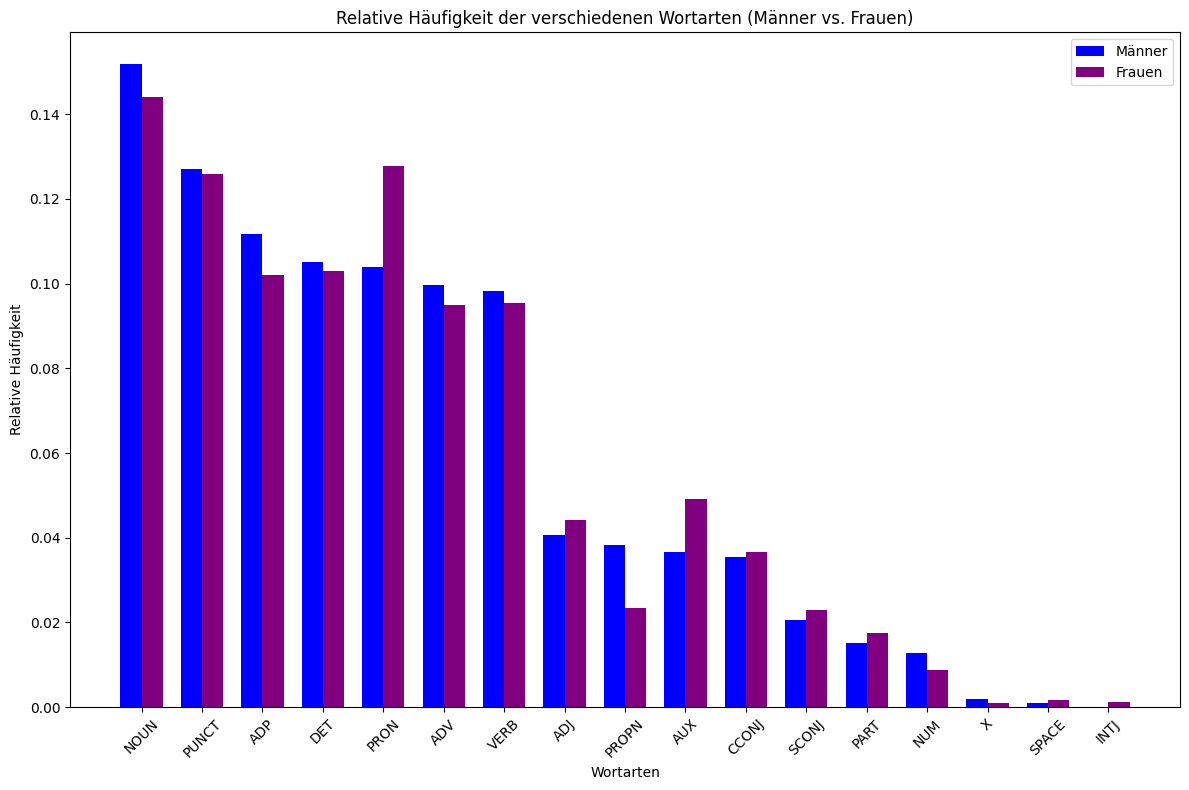 Relative Häufigkeit der verschiedenen Wortarten (Männer vs. Frauen)
Männer
Frauen
Relative Häufigkeit
0.14
0.12
0.10
0.08
0.06
0.04
0.02
0.00
NOUN
PUNCT
ADP
DET
PRON
ADV
VERB
ADJ
PROPN
AUX
CCONJ
SCONJ
PART
NUM
X
SPACE
INTJ
Wortarten